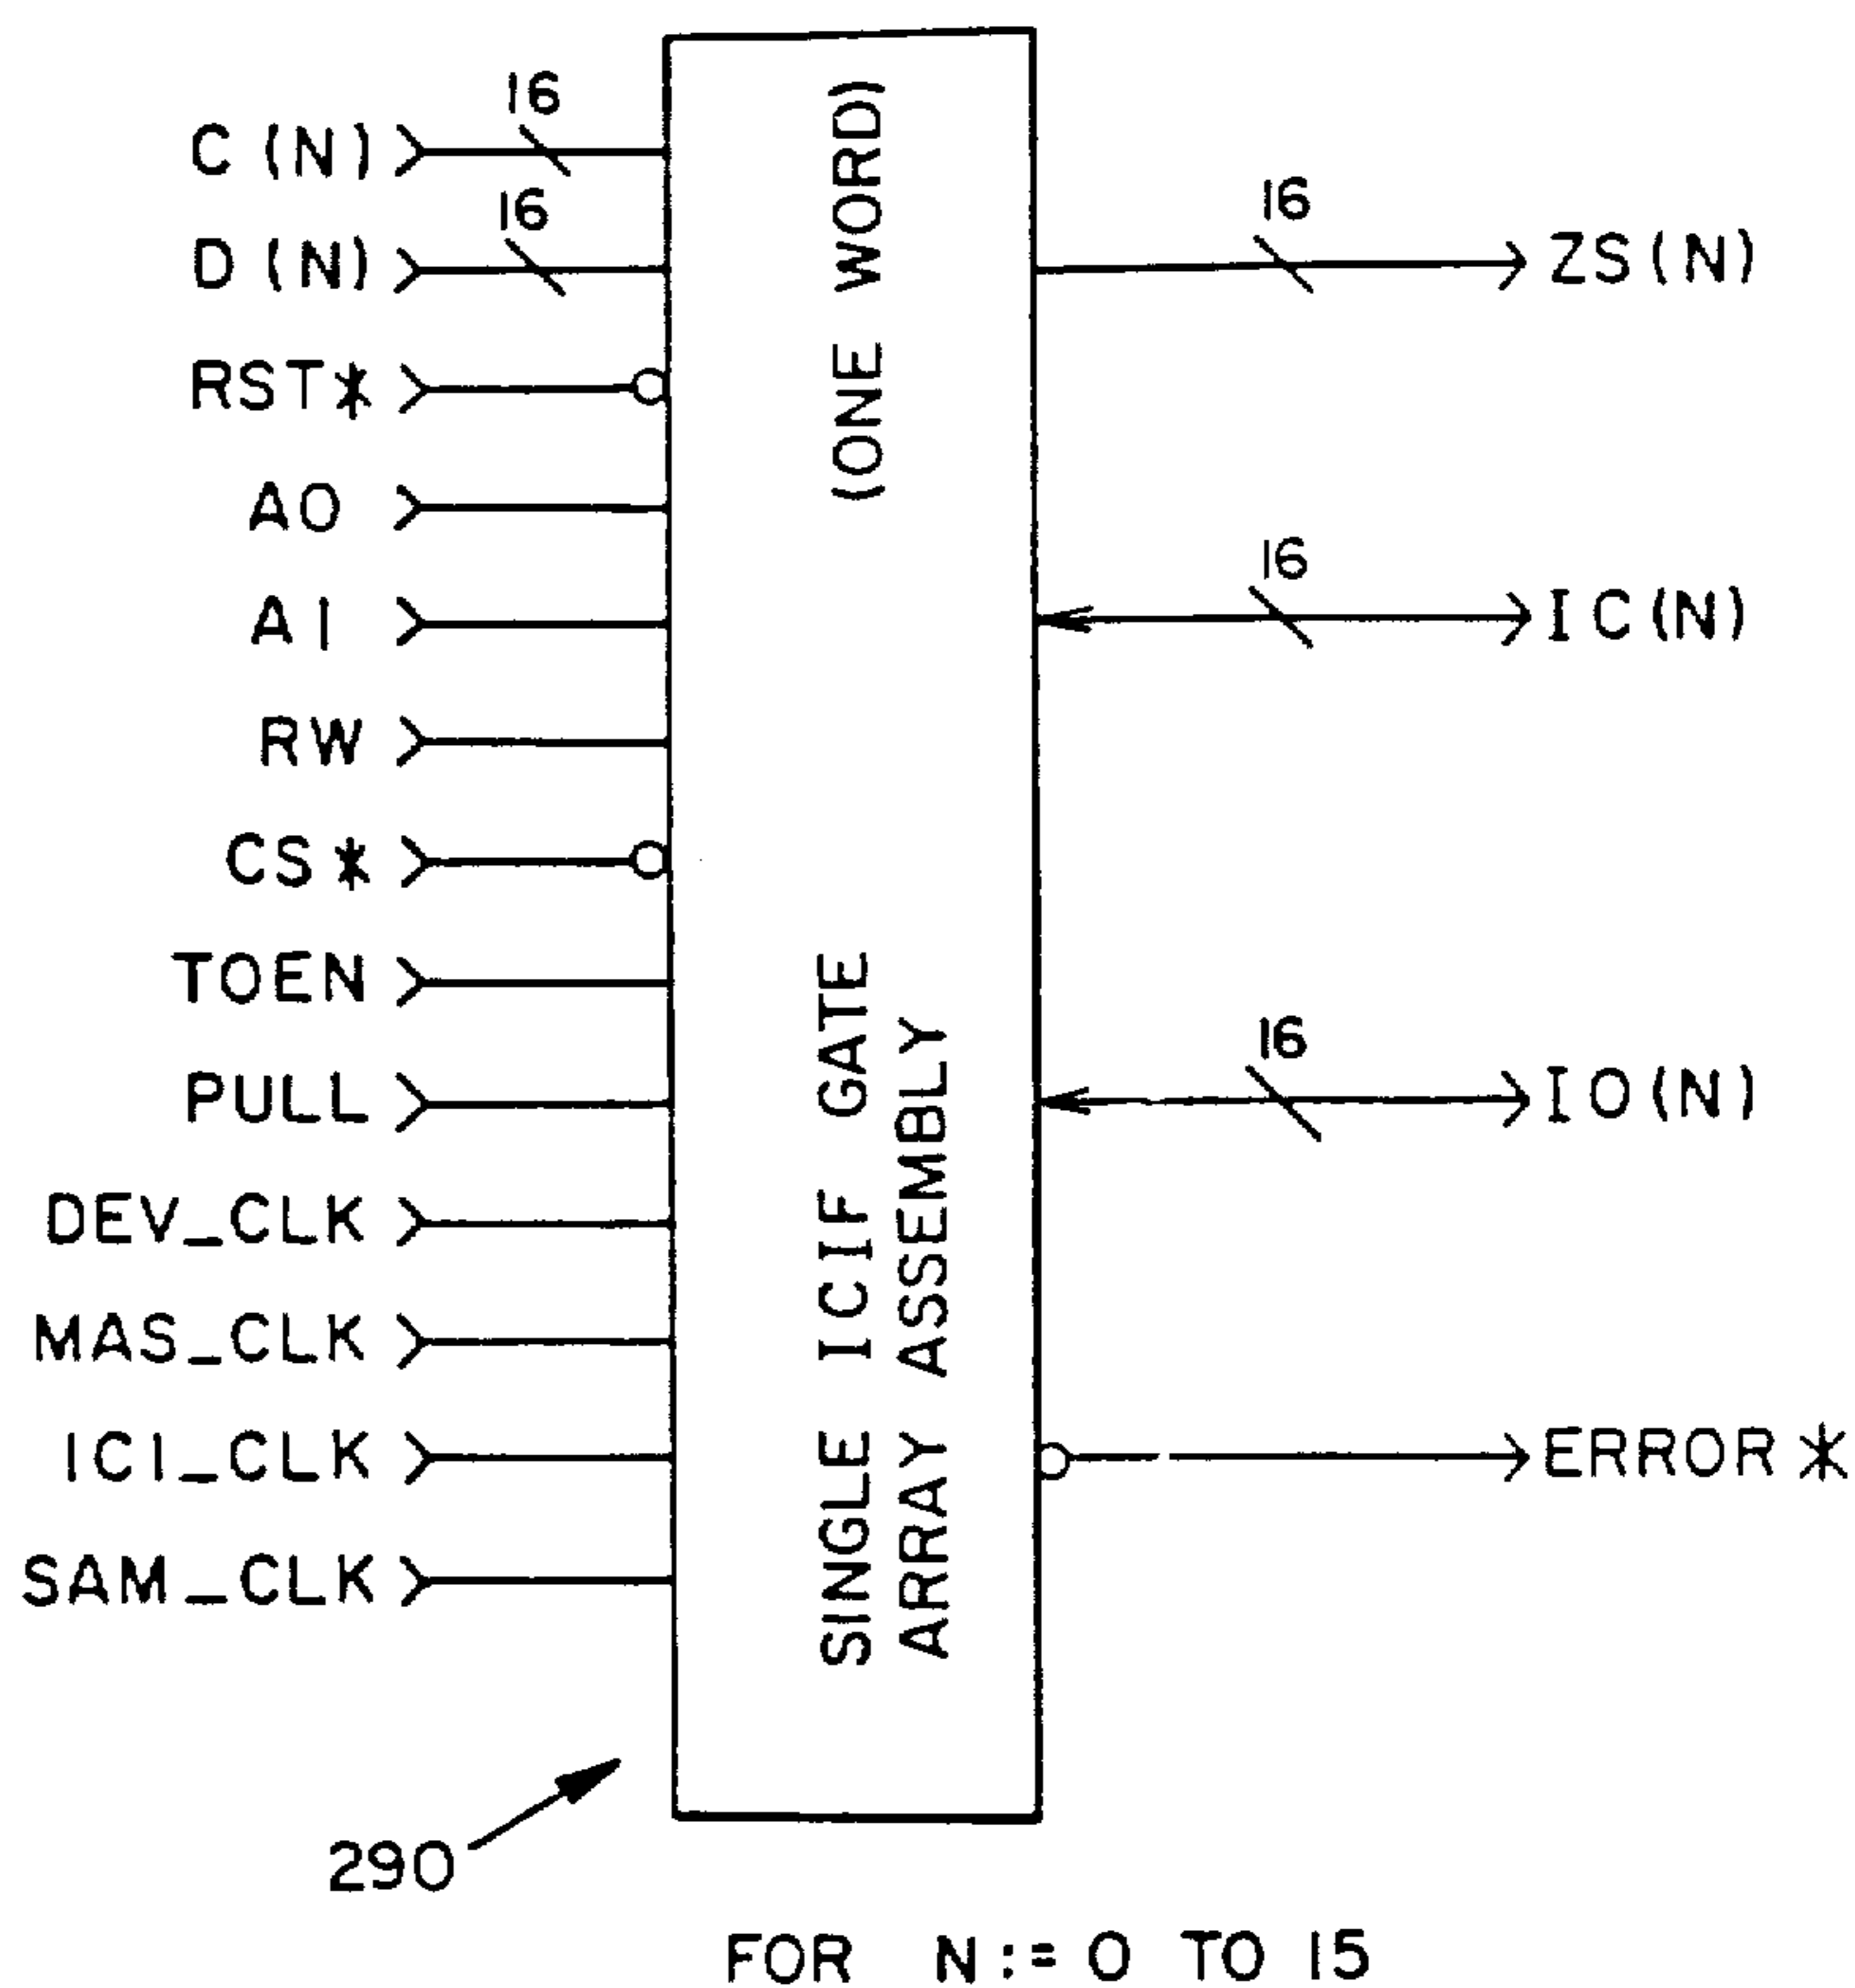 16
C(N)
16
D(N)
RST*
A0
A1
RW
CS*
TOEN
PULL
DEV_CLK
MAS_CLK
ICI_CLK
SAM_CLK
SINGLE ICIF GATE
ARRAY ASSEMBLY
(ONE WORD)
16
ZS(N)
16
IC(N)
16
IO(N)
ERROR*
290
FOR N:= 0 TO 15